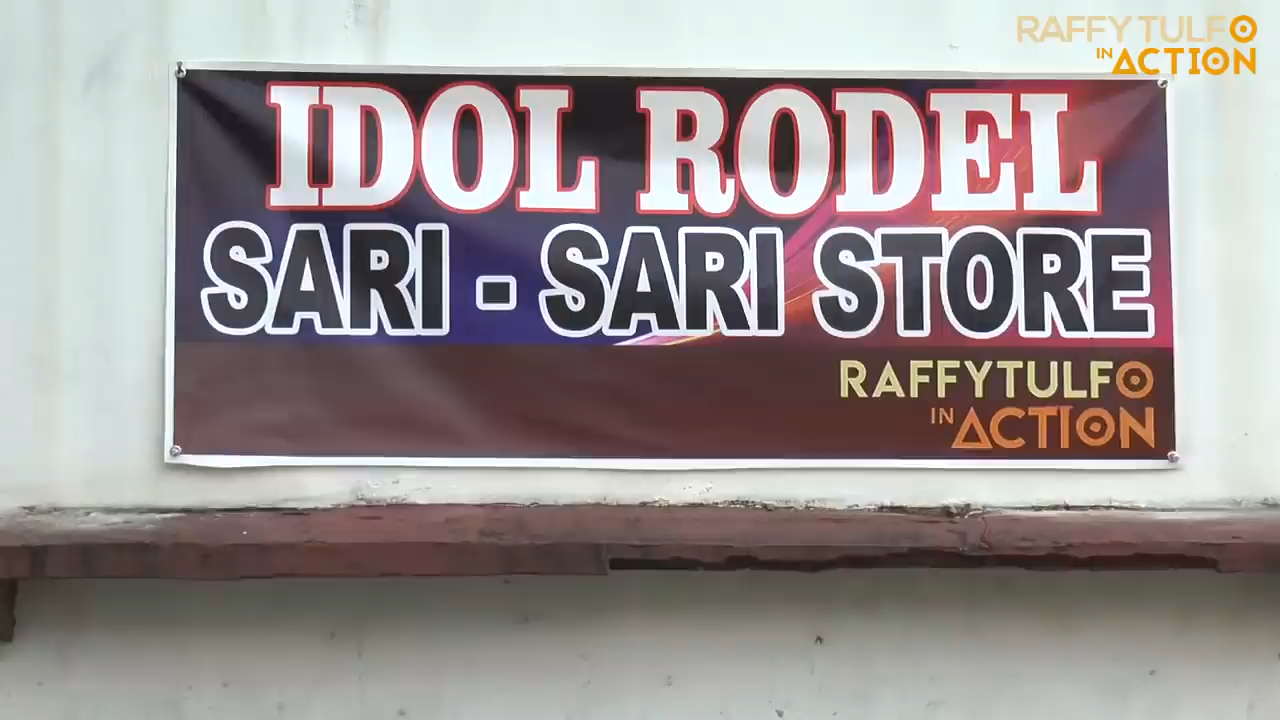 RAFFY TULFO
IN ACTION
IDOL RODEL
SARI - SARI STORE
RAFFYTULFO
IN ACTION